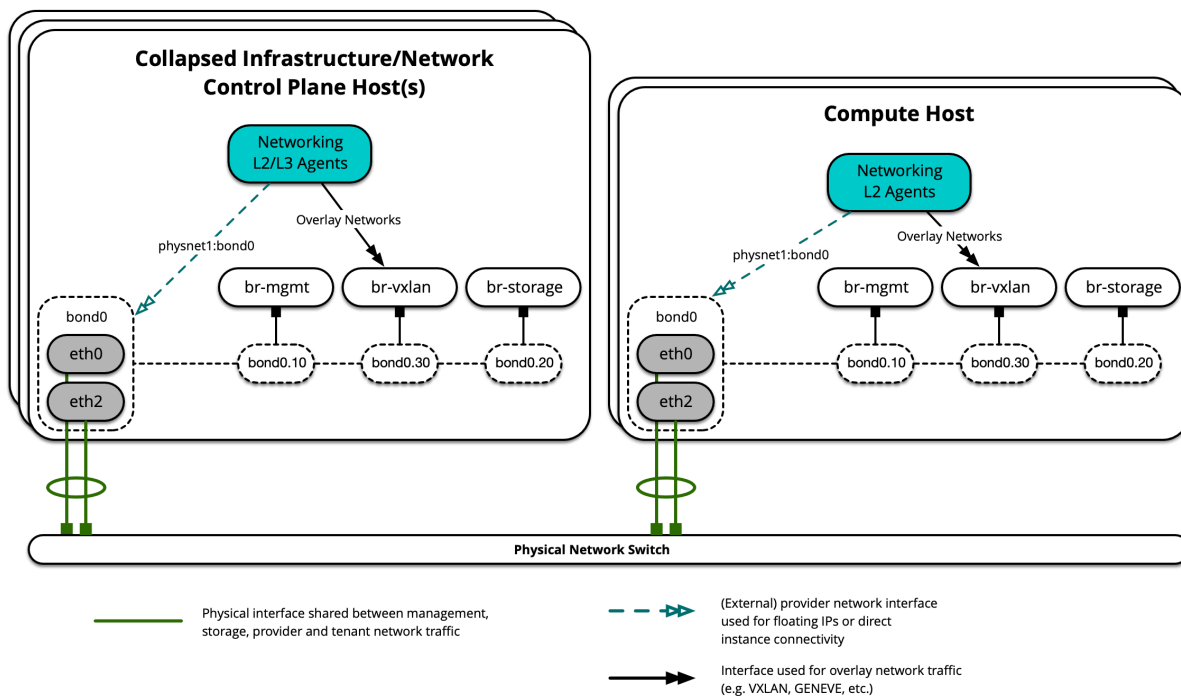 Collapsed Infrastructure/Network
Control Plane Host(s)
Networking
L2/L3 Agents
Overlay Networks
physnet1:bond0
br-mgmt
br-vxlan
br-storage
bond0
eth0
eth2
bond0.10
bond0.30
bond0.20
Compute Host
Networking
L2 Agents
Overlay Networks
physnet1:bond0
br-mgmt
br-vxlan
br-storage
bond0
eth0
eth2
bond0.10
bond0.30
bond0.20
Physical Network Switch
Physical interface shared between management,
storage, provider and tenant network traffic
(External) provider network interface
used for floating IPs or direct
instance connectivity
Interface used for overlay network traffic
(e.g. VXLAN, GENEVE, etc.)